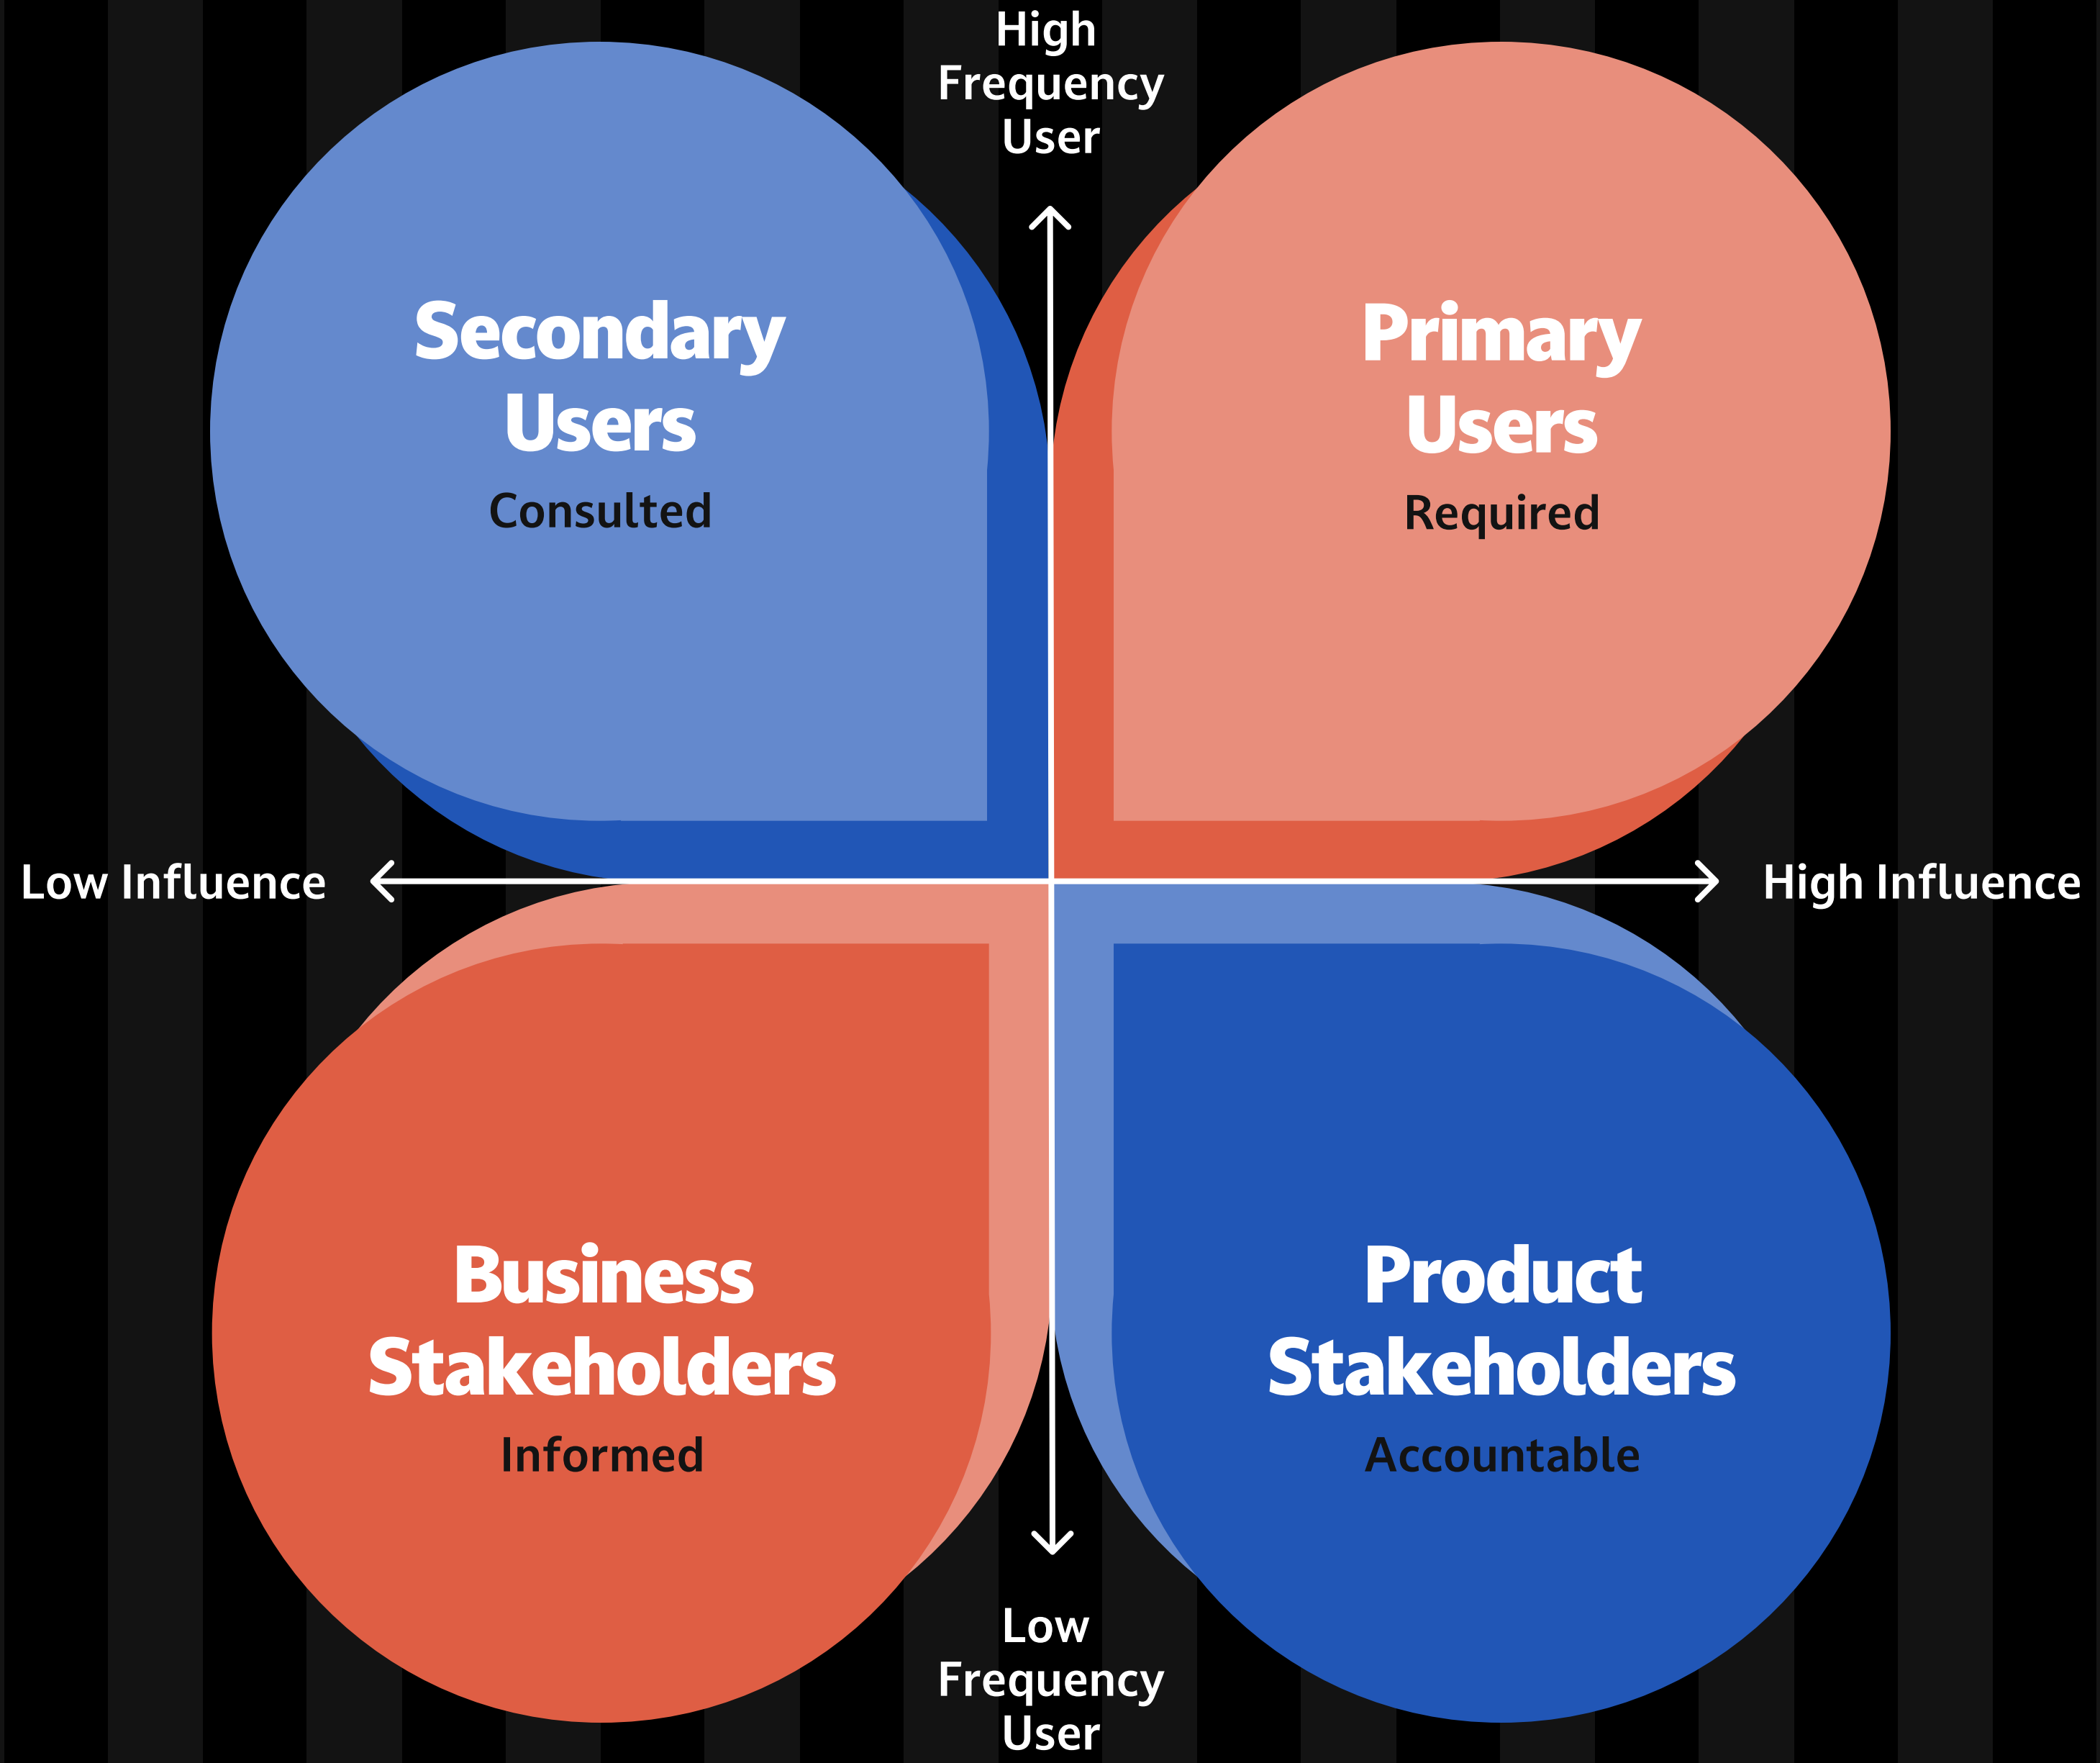 High
Frequency
User
Secondary
Users
Consulted
Primary
Users
Required
Low Influence
High Influence
Business
Stakeholders
Informed
Product
Stakeholders
Accountable
Low
Frequency
User